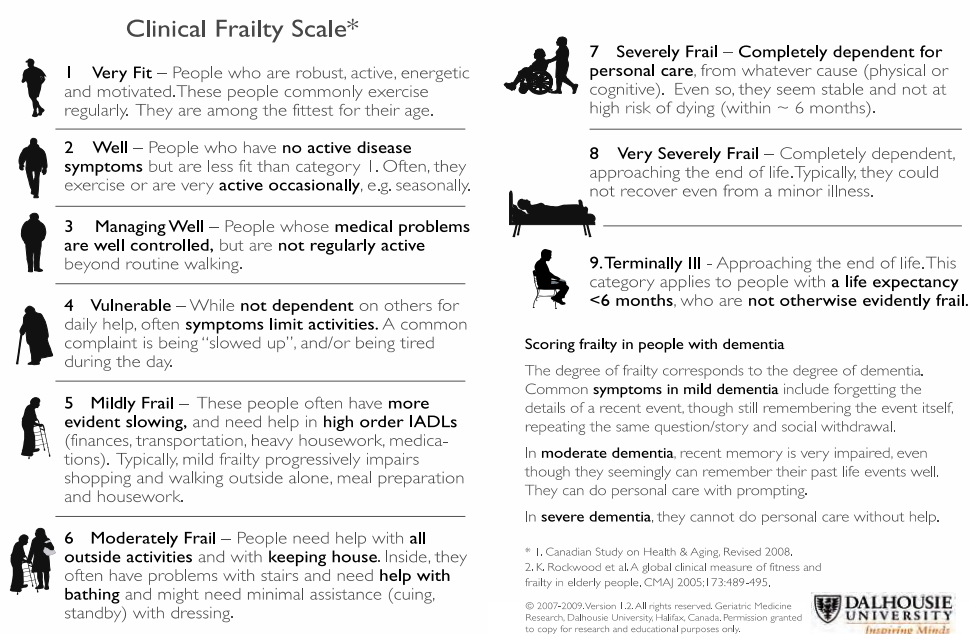 Clinical Frailty Scale*
1 Very Fit – People who are robust, active, energetic
and motivated.These people commonly exercise
regularly. They are among the fittest for their age.
2 Well – People who have no active disease
symptoms but are less fit than category 1. Often, they
exercise or are very active occasionally, e.g. seasonally.
3 Managing Well – People whose medical problems
are well controlled, but are not regularly active
beyond routine walking.
4 Vulnerable – While not dependent on others for
daily help, often symptoms limit activities. A common
complaint is being “slowed up”, and/or being tired
during the day.
5 Mildly Frail – These people often have more
evident slowing, and need help in high order IADLs
(finances, transportation, heavy housework, medica-
tions). Typically, mild frailty progressively impairs
shopping and walking outside alone, meal preparation
and housework.
6 Moderately Frail – People need help with all
outside activities and with keeping house. Inside, they
often have problems with stairs and need help with
bathing and might need minimal assistance (cuing,
standby) with dressing.
7 Severely Frail – Completely dependent for
personal care, from whatever cause (physical or
cognitive). Even so, they seem stable and not at
high risk of dying (within ~ 6 months).
8 Very Severely Frail – Completely dependent,
approaching the end of life. Typically, they could
not recover even from a minor illness.
9. Terminally Ill - Approaching the end of life. This
category applies to people with a life expectancy
<6 months, who are not otherwise evidently frail.
Scoring frailty in people with dementia
The degree of frailty corresponds to the degree of dementia.
Common symptoms in mild dementia include forgetting the
details of a recent event, though still remembering the event itself,
repeating the same question/story and social withdrawal.
In moderate dementia, recent memory is very impaired, even
though they seemingly can remember their past life events well.
They can do personal care with prompting.
In severe dementia, they cannot do personal care without help.
* 1. Canadian Study on Health & Aging, Revised 2008.
2. K. Rockwood et al. A global clinical measure of fitness and
frailty in elderly people. CMAJ 2005;173:489-495.
© 2007-2009. Version 1.2. All rights reserved. Geriatric Medicine
Research, Dalhousie University, Halifax, Canada. Permission granted
to copy for research and educational purposes only.
DALHOUSIE
UNIVERSITY
Inspiring Minds